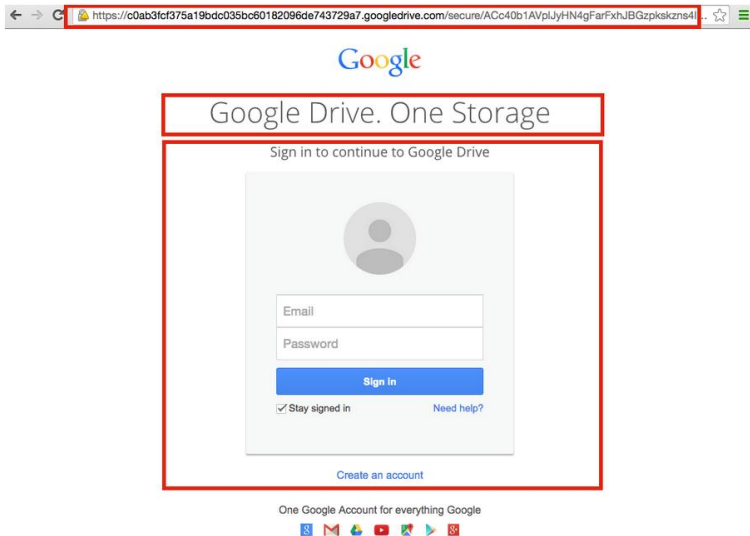 https://c0ab3fcf375a19bdc035bc60182096de743729a7.googledrive.com/secure/ACc40b1AVpIJyHN4gFarFxhJBGzpkskzns4l...
Google
Google Drive. One Storage
Sign in to continue to Google Drive
Email
Password
Sign in
Stay signed in Need help?
Create an account
One Google Account for everything Google